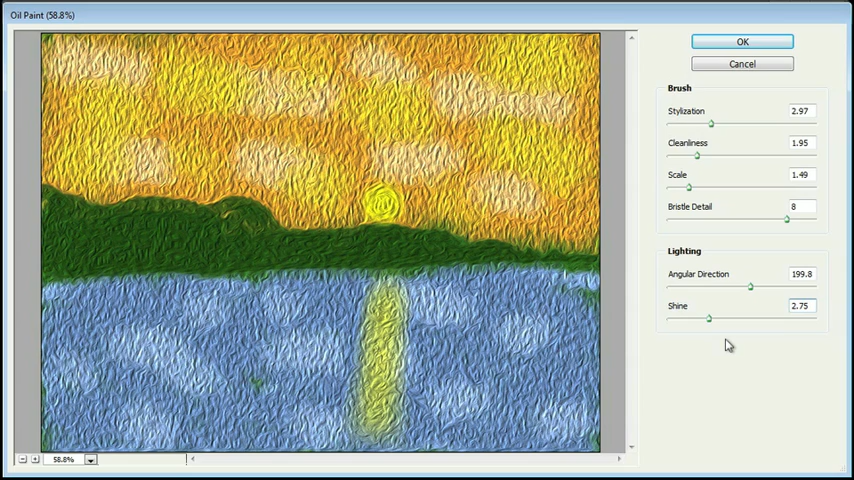 Oil Paint (58.8%)
OK
Cancel
Brush
Stylization 2.97
Cleanliness 1.95
Scale 1.49
Bristle Detail 8
Lighting
Angular Direction 199.8
Shine 2.75
58.8%